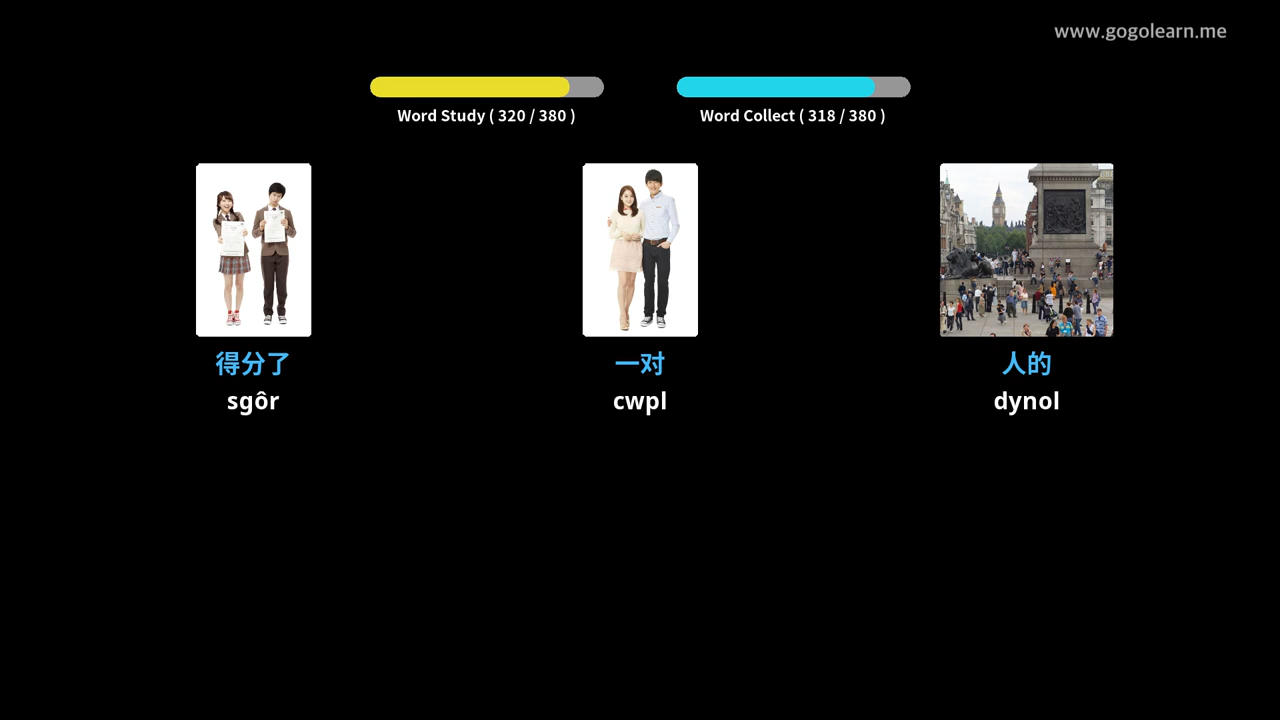 www.gogolearn.me
Word Study ( 320 / 380 )
Word Collect ( 318 / 380 )
得分了
sgôr
一对
cwpl
人的
dynol